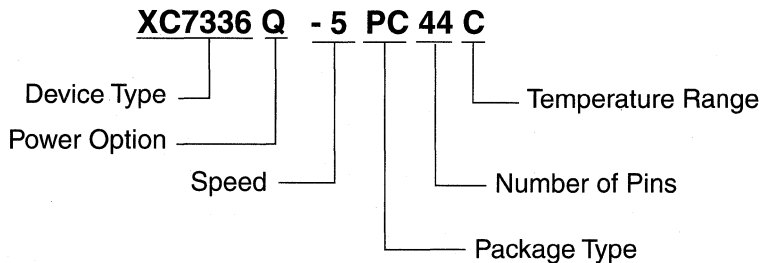 XC7336 Q - 5 PC 44 C
Device Type
Temperature Range
Power Option
Speed
Number of Pins
Package Type